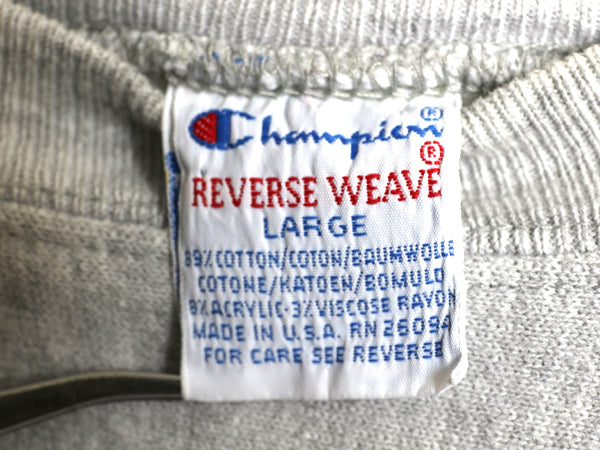 Champion®
REVERSE WEAVE®
LARGE
89% COTTON/COTON/BAUMWOLLE
COTONE/KATOEN/BOMULD
8% ACRYLIC·3% VISCOSE RAYON
MADE IN U.S.A. RN 26094
FOR CARE SEE REVERSE